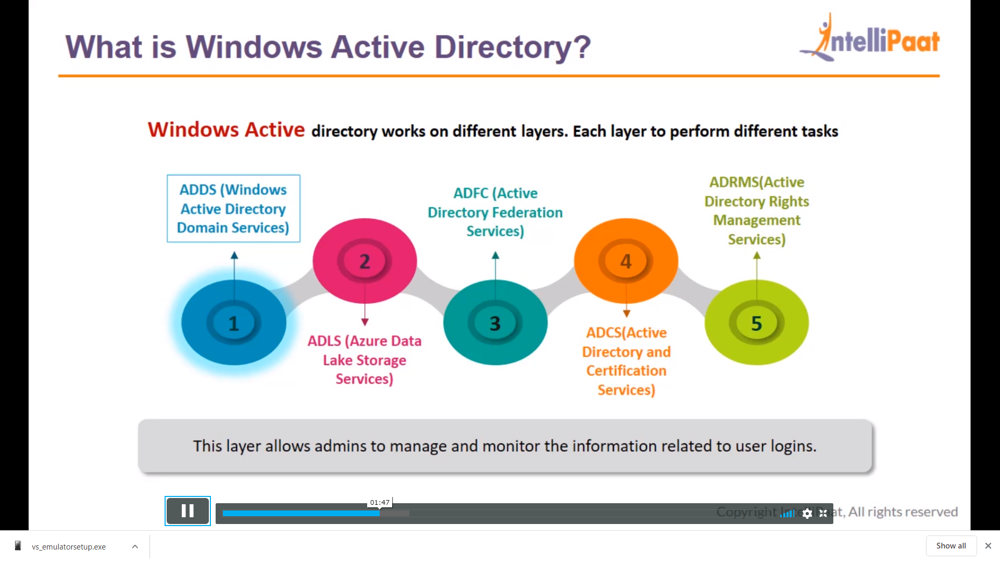 What is Windows Active Directory?
IntelliPaat
Windows Active directory works on different layers. Each layer to perform different tasks
ADDS (Windows
Active Directory
Domain Services)
1
2
ADLS (Azure Data
Lake Storage
Services)
ADFC (Active
Directory Federation
Services)
3
4
ADCS(Active
Directory and
Certification
Services)
ADRMS(Active
Directory Rights
Management
Services)
5
This layer allows admins to manage and monitor the information related to user logins.
01:47
Copyright IntelliPaat, All rights reserved
vs_emulatorsetup.exe
Show all